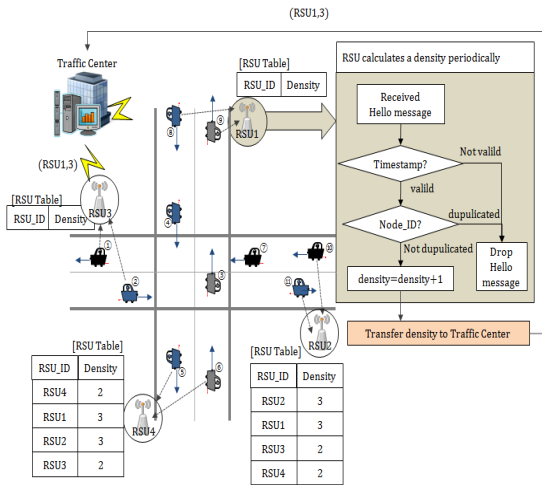 (RSU1,3)
Traffic Center
[RSU Table]
RSU_ID Density
RSU1
RSU calculates a density periodically
Received
Hello message
Timestamp?
Not valild
valild
Node_ID?
dupulicated
Not dupulicated
Drop
Hello
message
density=density+1
Transfer density to Traffic Center
(RSU1,3)
[RSU Table]
RSU_ID Density
RSU3
⑧
⑨
④
①
②
③
⑦
⑩
⑪
RSU2
⑤
⑥
RSU4
[RSU Table]
RSU_ID Density
RSU4 2
RSU1 3
RSU2 3
RSU3 2
[RSU Table]
RSU_ID Density
RSU2 3
RSU1 3
RSU3 2
RSU4 2